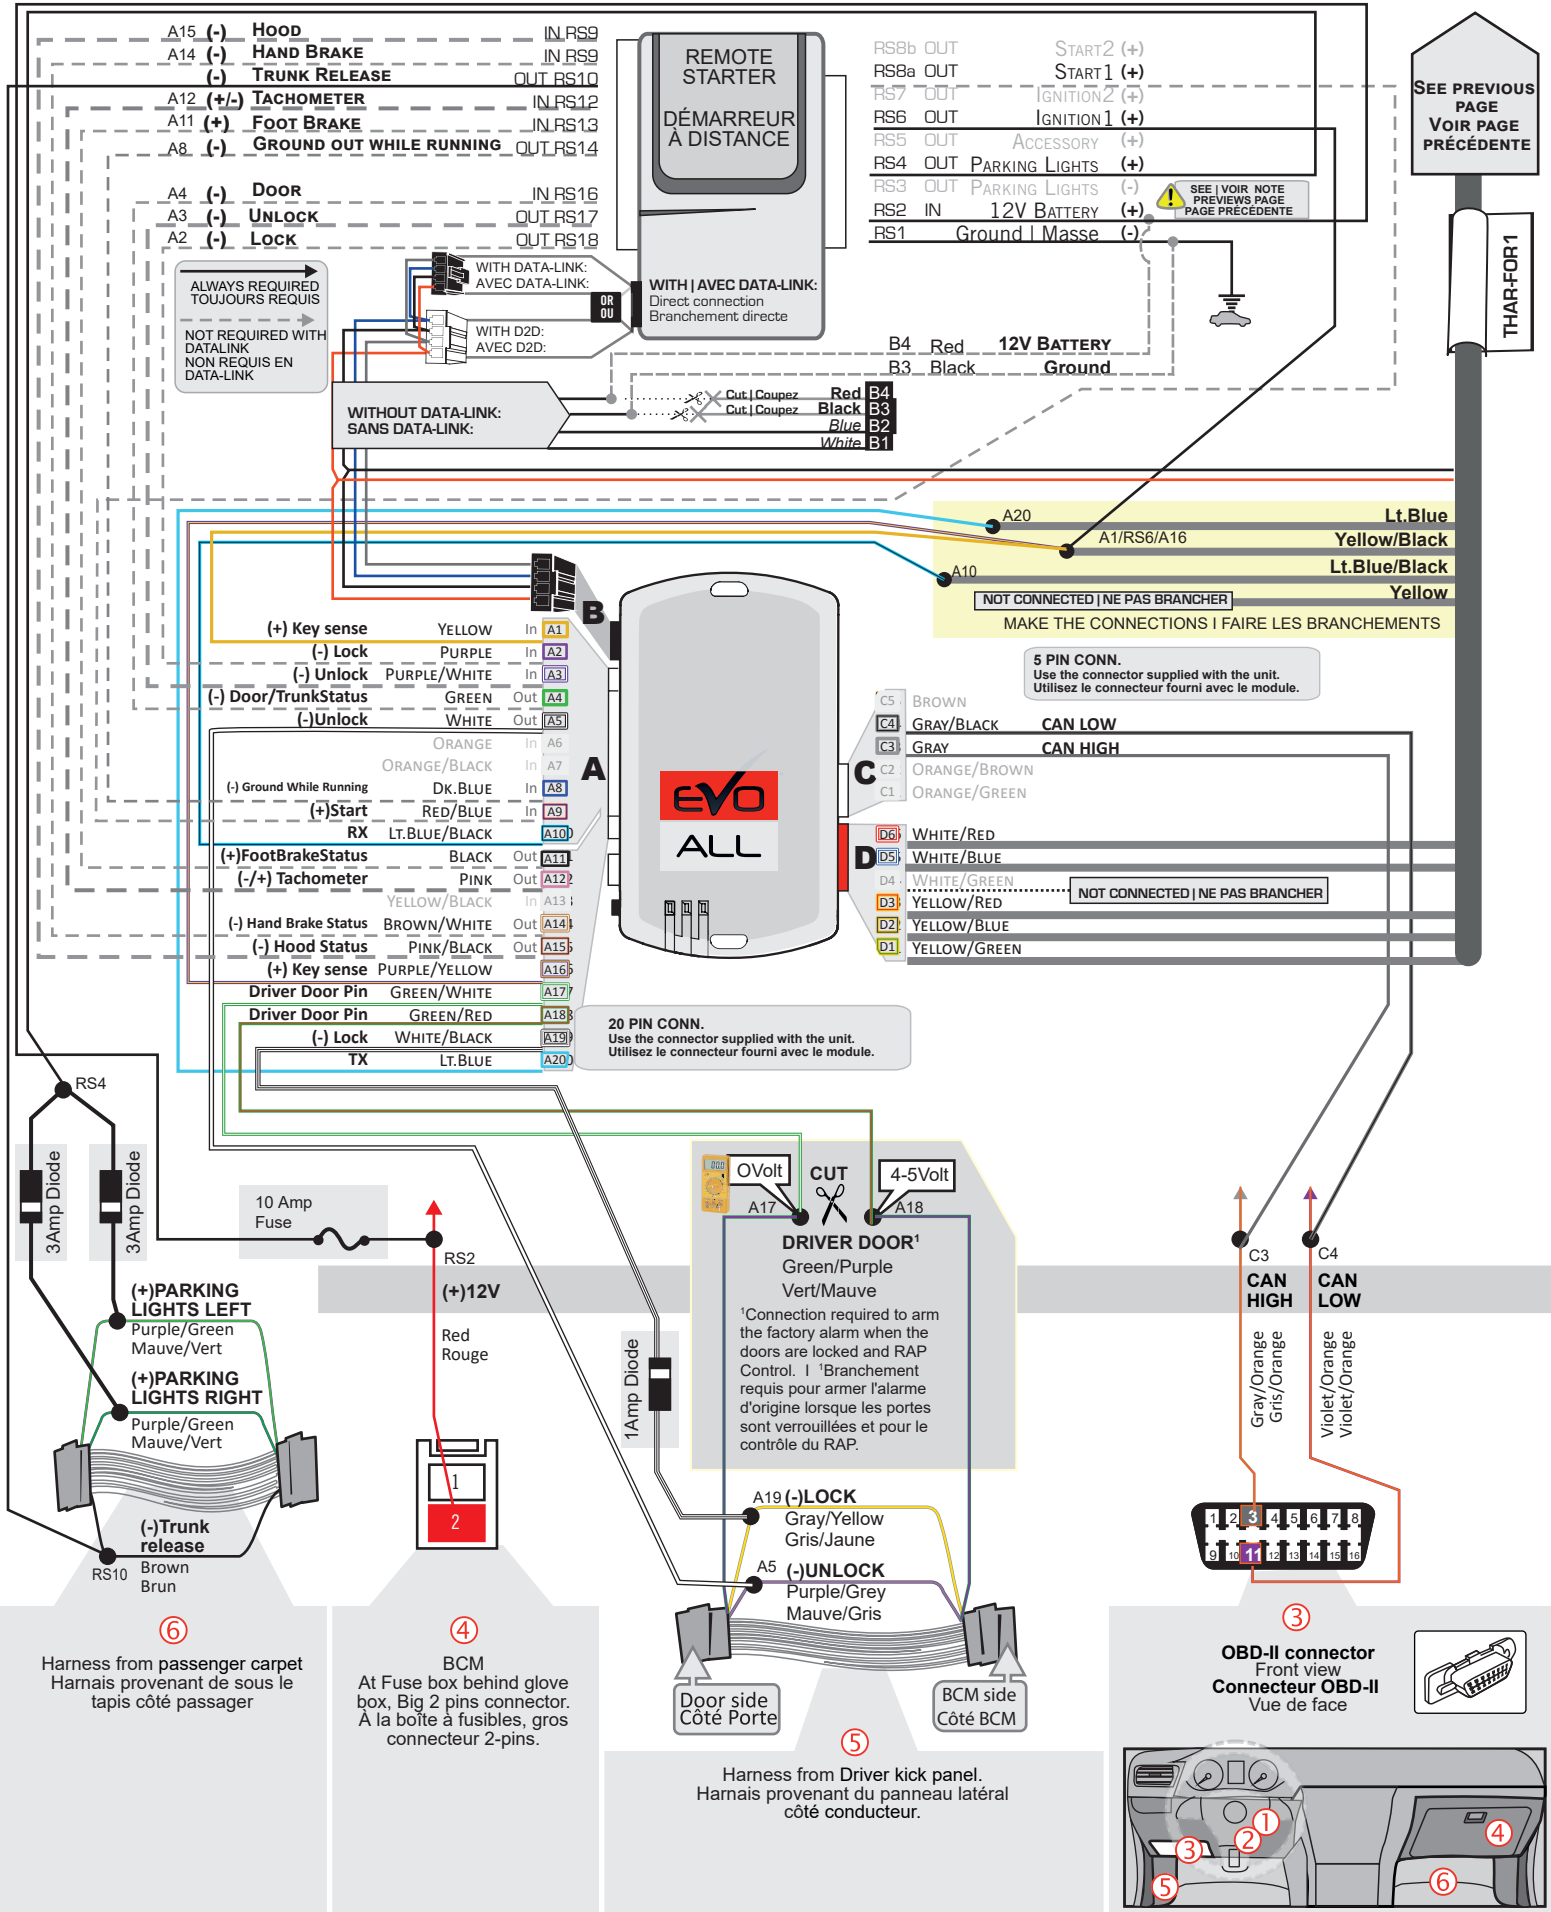 A15 (-) HOOD IN RS9
A14 (-) HAND BRAKE IN RS9
(-) TRUNK RELEASE OUT RS10
A12 (+/-) TACHOMETER IN RS12
A11 (+) FOOT BRAKE IN RS13
A8 (-) GROUND OUT WHILE RUNNING OUT RS14
A4 (-) DOOR IN RS16
A3 (-) UNLOCK OUT RS17
A2 (-) LOCK OUT RS18
REMOTE
STARTER
DÉMARREUR
À DISTANCE
WITH | AVEC DATA-LINK:
Direct connection
Branchement directe
RS8b OUT START2 (+)
RS8a OUT START1 (+)
RS7 OUT IGNITION2 (+)
RS6 OUT IGNITION1 (+)
RS5 OUT ACCESSORY (+)
RS4 OUT PARKING LIGHTS (+)
RS3 OUT PARKING LIGHTS (-)
RS2 IN 12V BATTERY (+)
RS1 Ground | Masse (-)
SEE | VOIR NOTE
PREVIEWS PAGE
PAGE PRÉCÉDENTE
SEE PREVIOUS
PAGE
VOIR PAGE
PRÉCÉDENTE
THAR-FOR1
ALWAYS REQUIRED
TOUJOURS REQUIS
NOT REQUIRED WITH
DATALINK
NON REQUIS EN
DATA-LINK
WITH DATA-LINK:
AVEC DATA-LINK:
OR
OU
WITH D2D:
AVEC D2D:
B4 Red 12V BATTERY
B3 Black Ground
WITHOUT DATA-LINK:
SANS DATA-LINK:
Cut | Coupez Red B4
Cut | Coupez Black B3
Blue B2
White B1
A20 Lt.Blue
A1/RS6/A16 Yellow/Black
A10 Lt.Blue/Black
Yellow
NOT CONNECTED | NE PAS BRANCHER
MAKE THE CONNECTIONS I FAIRE LES BRANCHEMENTS
5 PIN CONN.
Use the connector supplied with the unit.
Utilisez le connecteur fourni avec le module.
B
A
C
D
EVO
ALL
(+) Key sense YELLOW In A1
(-) Lock PURPLE In A2
(-) Unlock PURPLE/WHITE In A3
(-) Door/TrunkStatus GREEN Out A4
(-)Unlock WHITE Out A5
ORANGE In A6
ORANGE/BLACK In A7
(-) Ground While Running DK.BLUE In A8
(+)Start RED/BLUE In A9
RX LT.BLUE/BLACK A10
(+)FootBrakeStatus BLACK Out A11
(-/+) Tachometer PINK Out A12
YELLOW/BLACK In A13
(-) Hand Brake Status BROWN/WHITE Out A14
(-) Hood Status PINK/BLACK Out A15
(+) Key sense PURPLE/YELLOW A16
Driver Door Pin GREEN/WHITE A17
Driver Door Pin GREEN/RED A18
(-) Lock WHITE/BLACK A19
TX LT.BLUE A20
C5 BROWN
C4 GRAY/BLACK CAN LOW
C3 GRAY CAN HIGH
C2 ORANGE/BROWN
C1 ORANGE/GREEN
D6 WHITE/RED
D5 WHITE/BLUE
D4 WHITE/GREEN
NOT CONNECTED | NE PAS BRANCHER
D3 YELLOW/RED
D2 YELLOW/BLUE
D1 YELLOW/GREEN
20 PIN CONN.
Use the connector supplied with the unit.
Utilisez le connecteur fourni avec le module.
RS4
3Amp Diode
3Amp Diode
10 Amp
Fuse
RS2
(+)12V
Red
Rouge
1
2
(+)PARKING
LIGHTS LEFT
Purple/Green
Mauve/Vert
(+)PARKING
LIGHTS RIGHT
Purple/Green
Mauve/Vert
(-)Trunk
release
Brown
Brun
RS10
0Volt
CUT
4-5Volt
A17
A18
DRIVER DOOR¹
Green/Purple
Vert/Mauve
¹Connection required to arm
the factory alarm when the
doors are locked and RAP
Control. I ¹Branchement
requis pour armer l'alarme
d'origine lorsque les portes
sont verrouillées et pour le
contrôle du RAP.
1Amp Diode
A19 (-)LOCK
Gray/Yellow
Gris/Jaune
A5 (-)UNLOCK
Purple/Grey
Mauve/Gris
Door side
Côté Porte
BCM side
Côté BCM
C3
CAN
HIGH
C4
CAN
LOW
Gray/Orange
Gris/Orange
Violet/Orange
Violet/Orange
1 2 3 4 5 6 7 8
9 10 11 12 13 14 15 16
6
Harness from passenger carpet
Harnais provenant de sous le
tapis côté passager
4
BCM
At Fuse box behind glove
box, Big 2 pins connector.
À la boîte à fusibles, gros
connecteur 2-pins.
5
Harness from Driver kick panel.
Harnais provenant du panneau latéral
côté conducteur.
3
OBD-II connector
Front view
Connecteur OBD-II
Vue de face
1
2
3
4
5
6